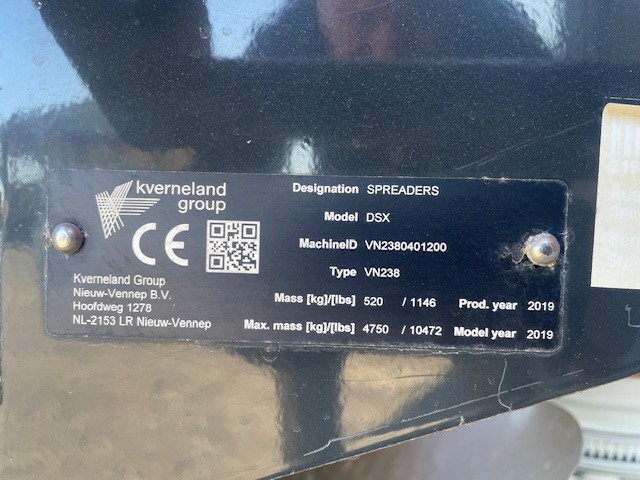 kverneland
group
CE
Kverneland Group
Nieuw-Vennep B.V.
Hoofdweg 1278
NL-2153 LR Nieuw-Vennep
Designation SPREADERS
Model DSX
MachineID VN2380401200
Type VN238
Mass [kg]/[lbs] 520 / 1146 Prod. year 2019
Max. mass [kg]/[lbs] 4750 / 10472 Model year 2019